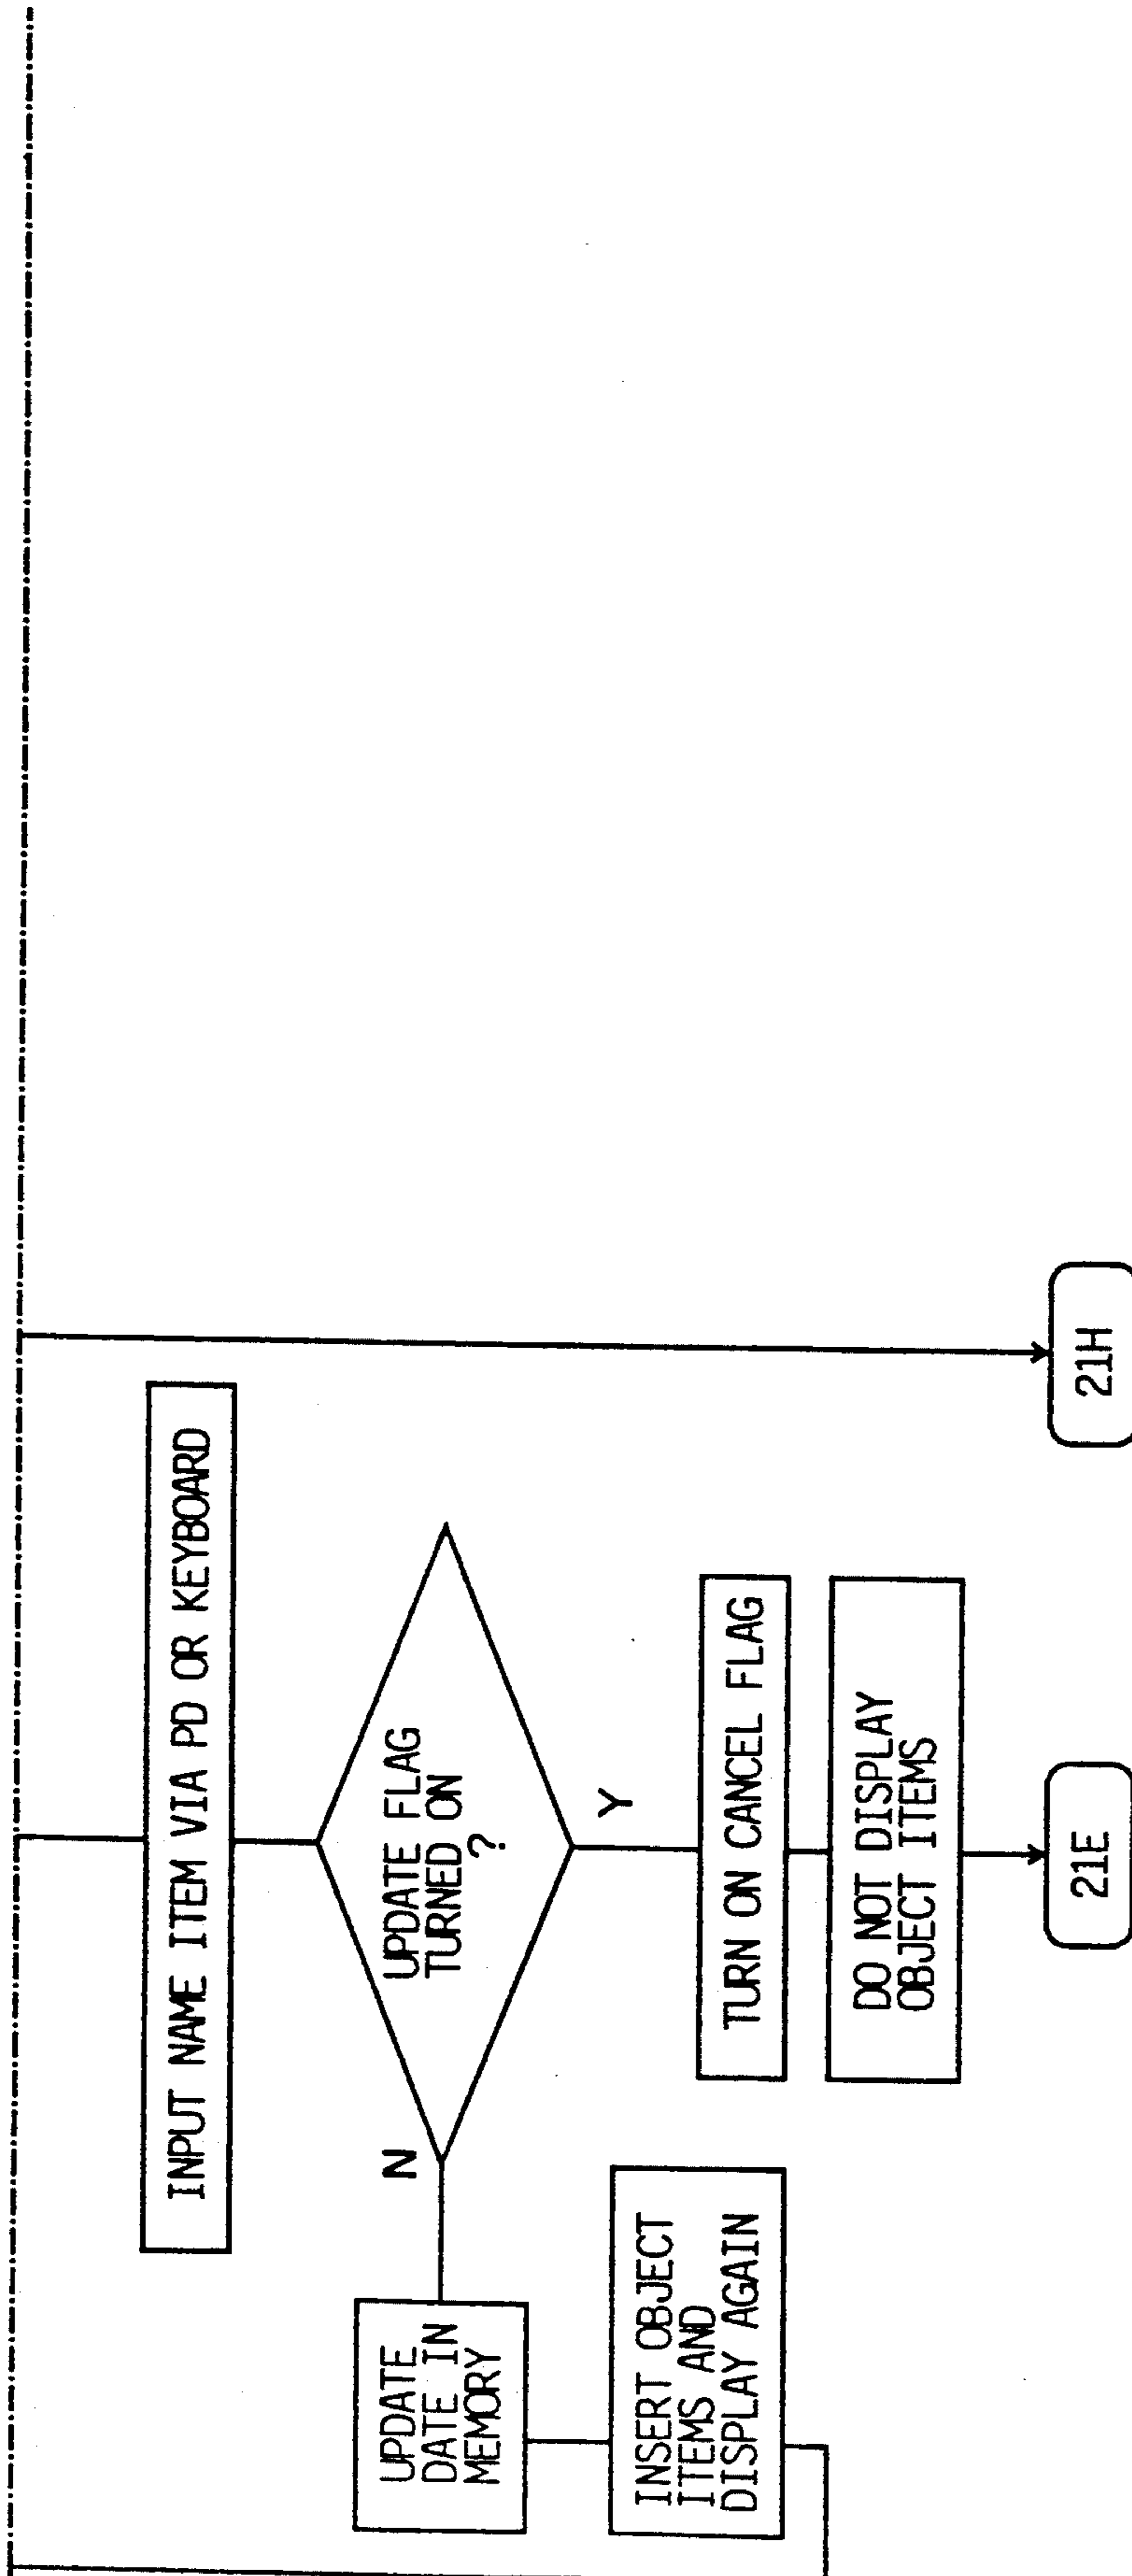 INPUT NAME ITEM VIA PD OR KEYBOARD
UPDATE FLAG
TURNED ON
?
N
Y
UPDATE
DATE IN
MEMORY
INSERT OBJECT
ITEMS AND
DISPLAY AGAIN
TURN ON CANCEL FLAG
DO NOT DISPLAY
OBJECT ITEMS
21E
21H